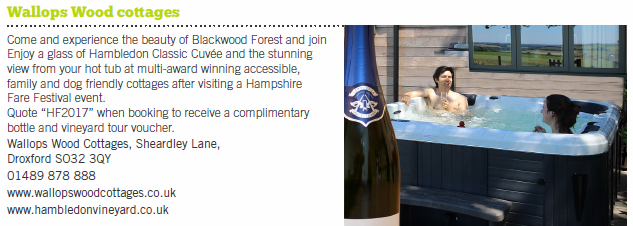 Wallops Wood cottages
Come and experience the beauty of Blackwood Forest and join
Enjoy a glass of Hambledon Classic Cuvée and the stunning
view from your hot tub at multi-award winning accessible,
family and dog friendly cottages after visiting a Hampshire
Fare Festival event.
Quote “HF2017” when booking to receive a complimentary
bottle and vineyard tour voucher.
Wallops Wood Cottages, Sheardley Lane,
Droxford SO32 3QY
01489 878 888
www.wallopswoodcottages.co.uk
www.hambledonvineyard.co.uk